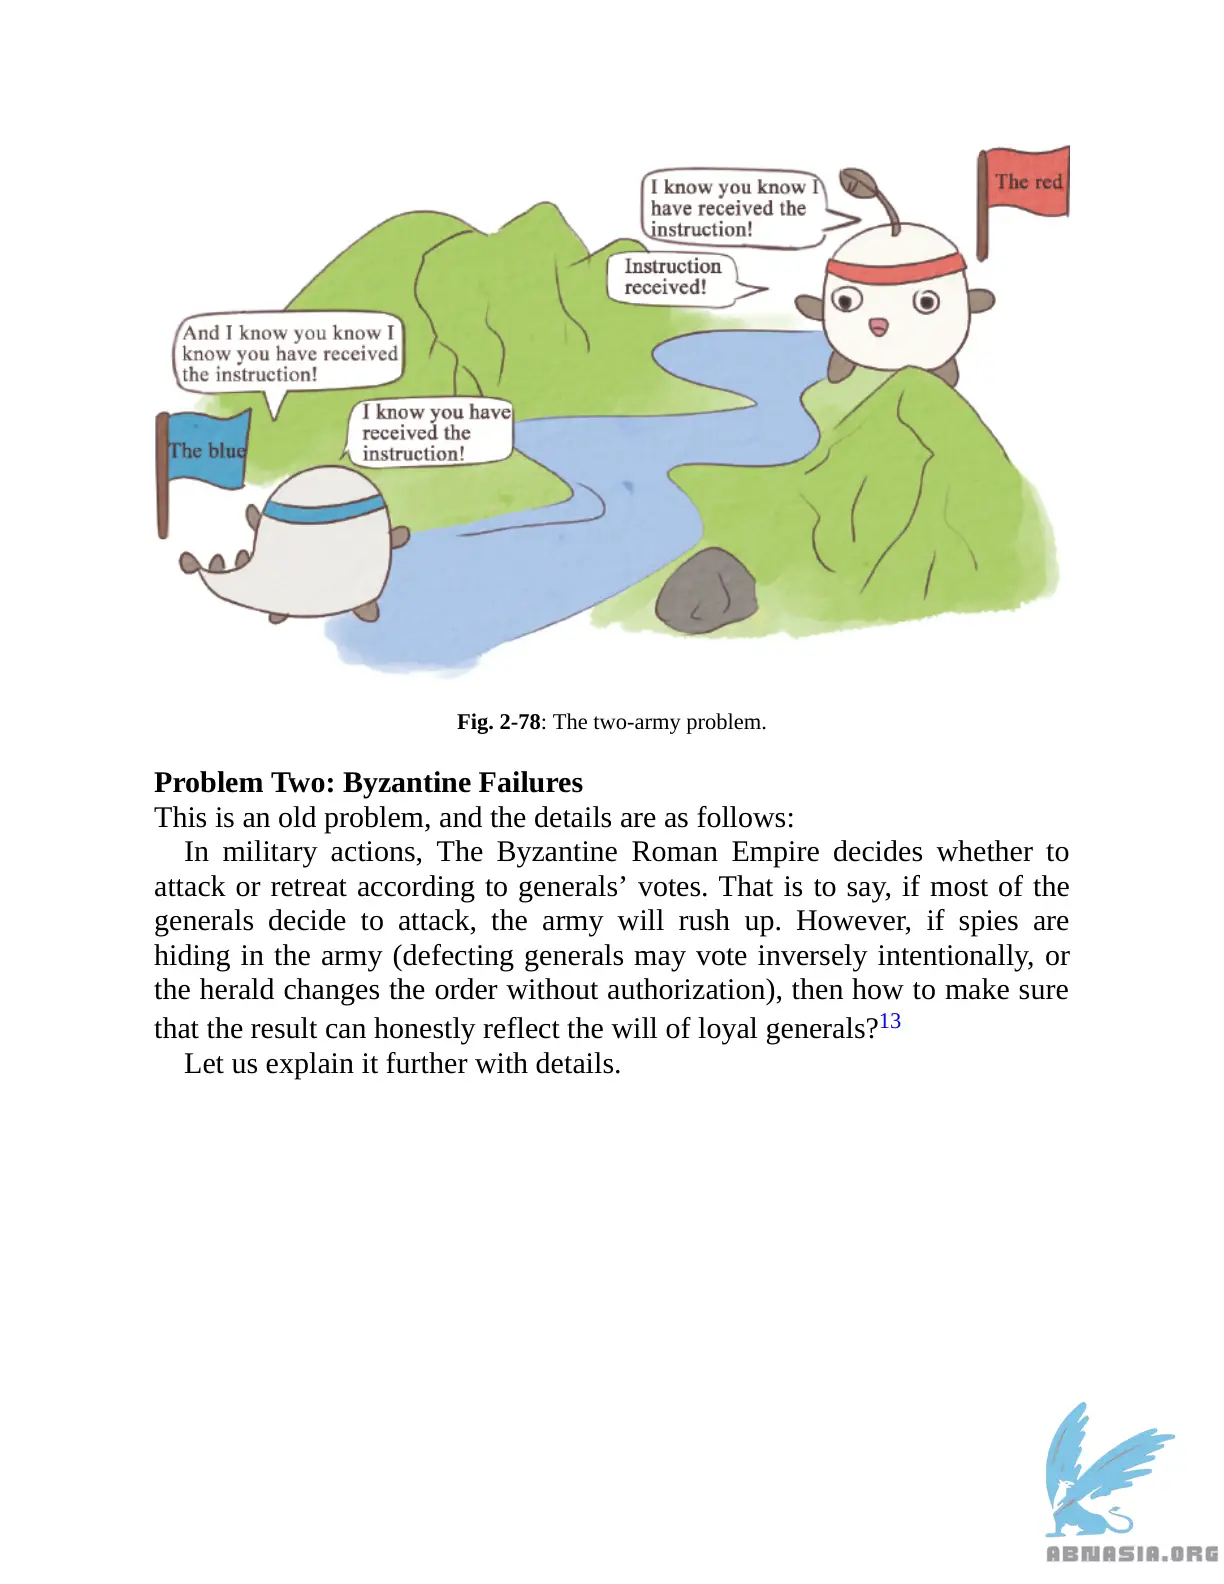 The red
I know you know I
have received the
instruction!
Instruction
received!
And I know you know I
know you have received
the instruction!
I know you have
received the
instruction!
The blue
Fig. 2-78: The two-army problem.
Problem Two: Byzantine Failures
This is an old problem, and the details are as follows:
In military actions, The Byzantine Roman Empire decides whether to
attack or retreat according to generals’ votes. That is to say, if most of the
generals decide to attack, the army will rush up. However, if spies are
hiding in the army (defecting generals may vote inversely intentionally, or
the herald changes the order without authorization), then how to make sure
that the result can honestly reflect the will of loyal generals?13
Let us explain it further with details.
ABNASIA.ORG